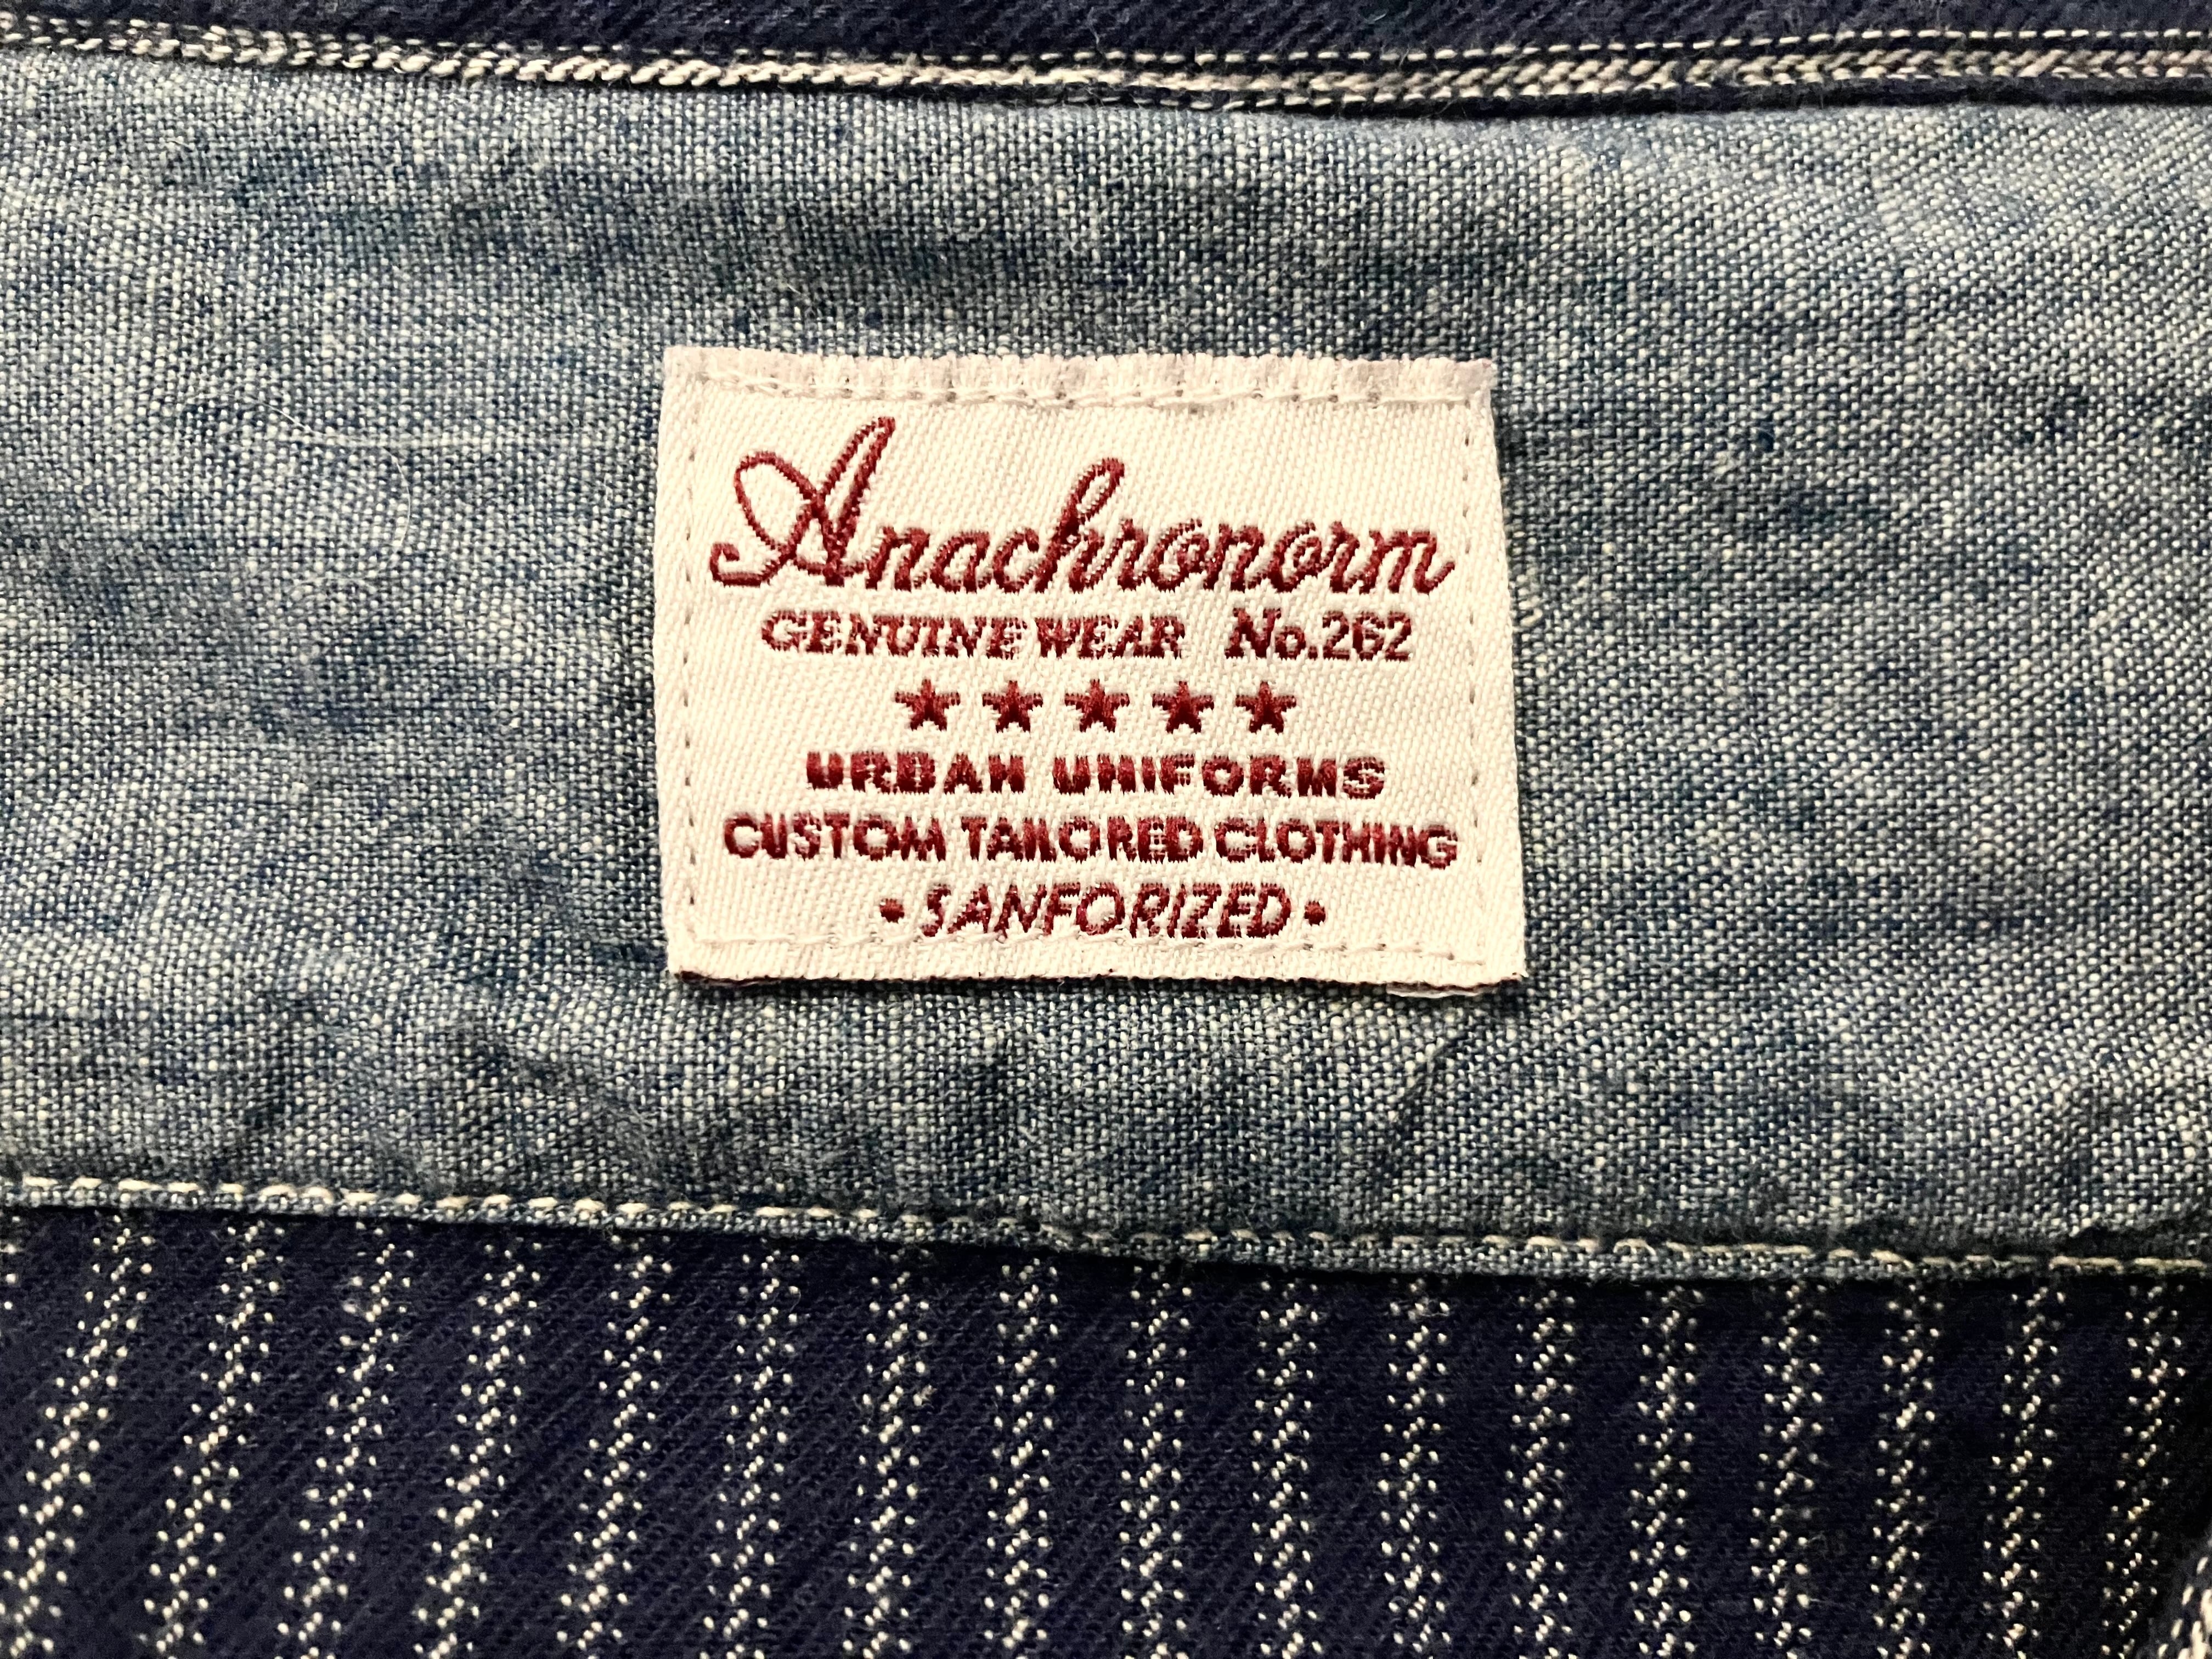 Anachronorm
GENUINE WEAR No.262
★★★★★
URBAN UNIFORMS
CUSTOM TAILORED CLOTHING
• SANFORIZED •